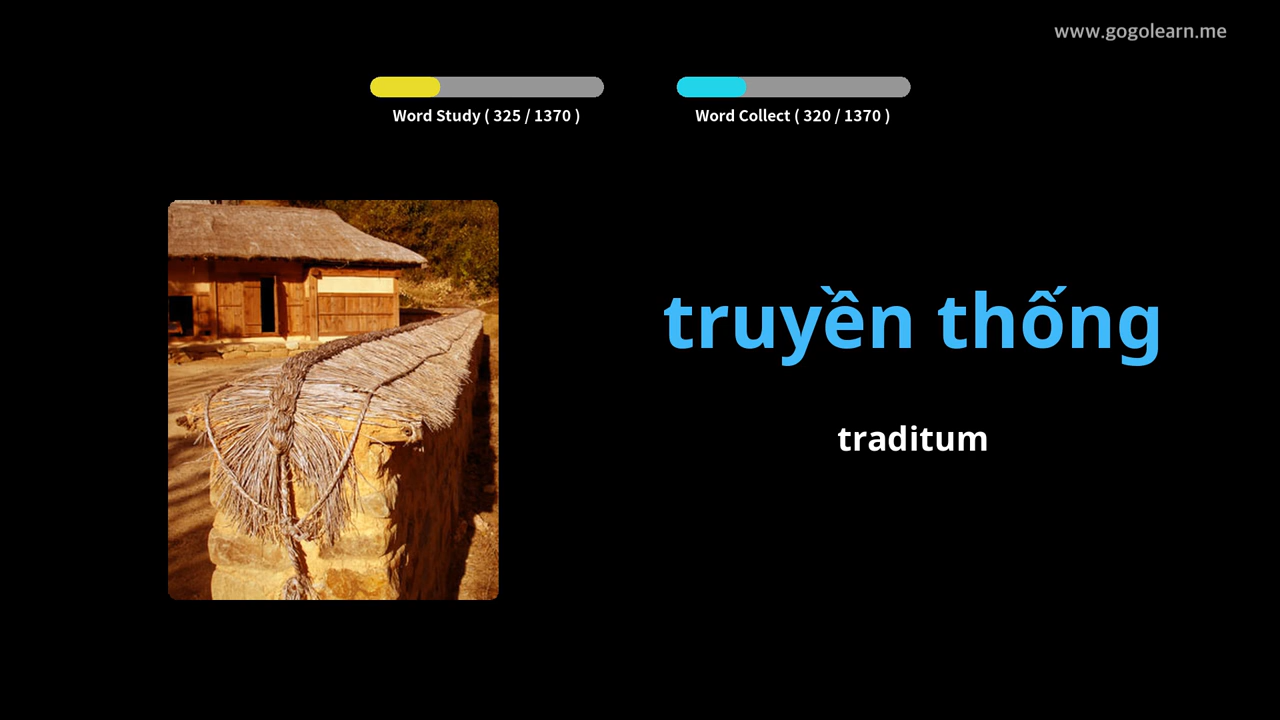 www.gogolearn.me
Word Study ( 325 / 1370 )
Word Collect ( 320 / 1370 )
truyền thống
traditum